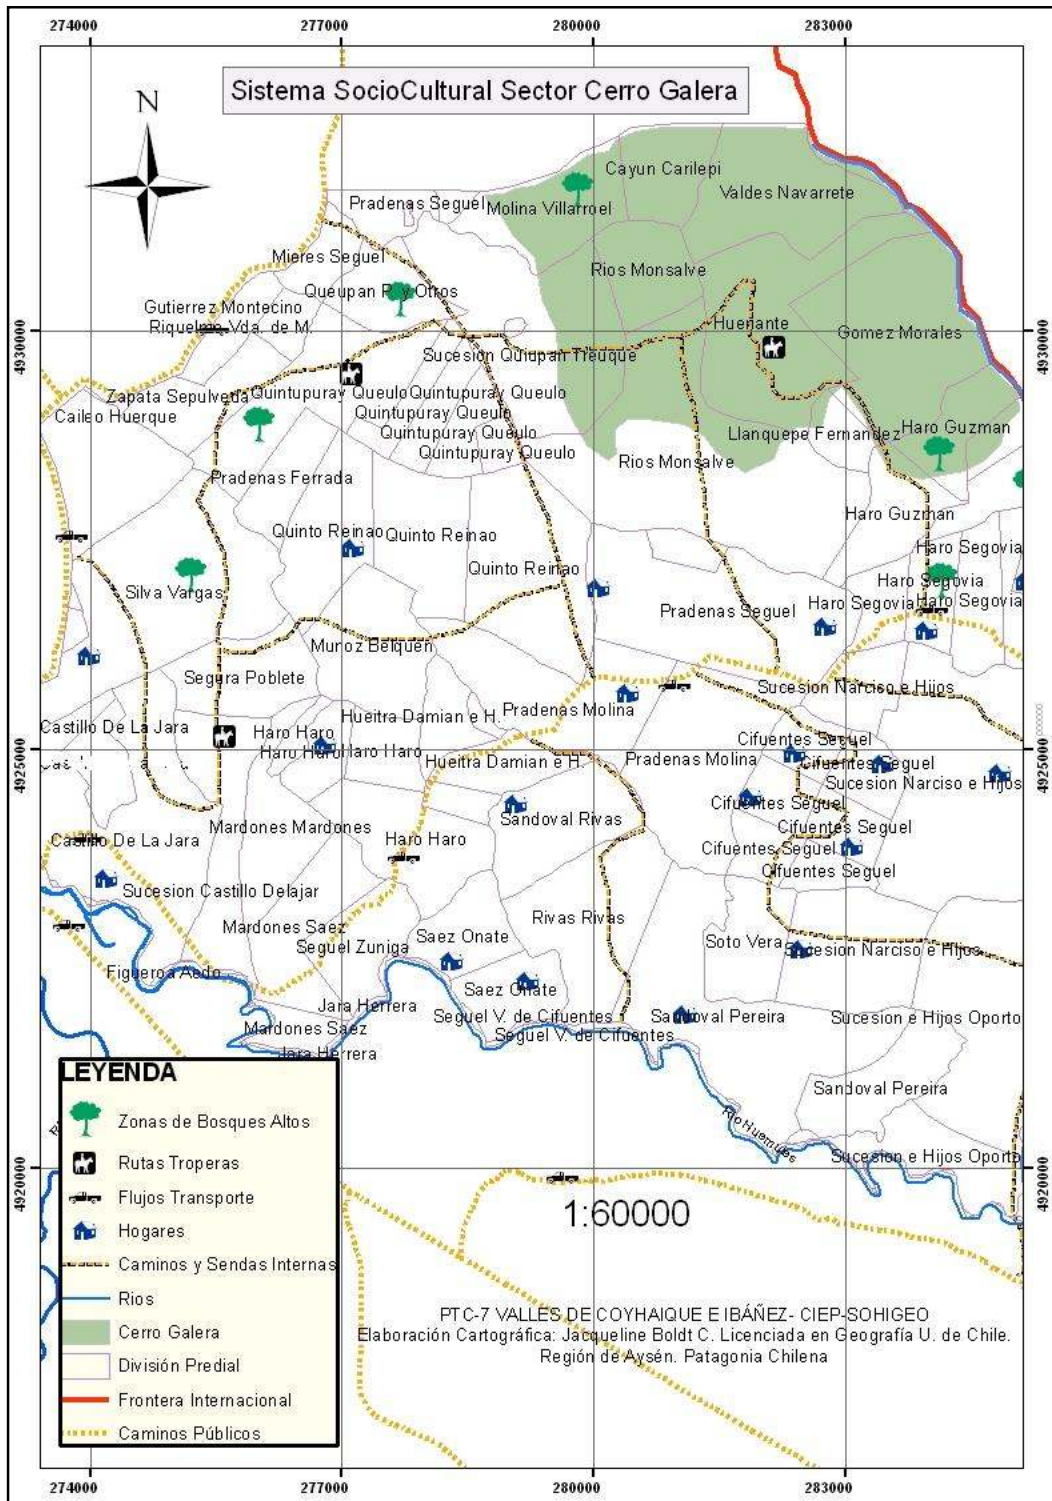 274000 277000 280000 283000
Sistema SocioCultural Sector Cerro Galera
N
Cayun Carilepi
Valdes Navarrete
Pradenas Seguel
Molina Villarroel
Mieres Seguel
Rios Monsalve
Queupan P. y Otros
Gutierrez Montecino
Riquelme Vda. de M.
Huenante
Gomez Morales
4930000
4930000
Sucesion Quiupan Treuque
Zapata Sepulveda
Quintupuray Queulo
Quintupuray Queulo
Caileo Huerque
Quintupuray Queulo
Quintupuray Queulo
Quintupuray Queulo
Llanquepe Fernandez
Haro Guzman
Rios Monsalve
Pradenas Ferrada
Haro Guzman
Quinto Reinao
Quinto Reinao
Haro Segovia
Quinto Reinao
Haro Segovia
Silva Vargas
Haro Segovia
Haro Segovia
Pradenas Seguel
Munoz Belquen
Segura Poblete
Sucesion Narciso e Hijos
Pradenas Molina
Hueitra Damian e H.
Castillo De La Jara
Haro Haro
Cifuentes Seguel
Haro Haro
Hueitra Damian e H.
Pradenas Molina
Cifuentes Seguel
4925000
4925000
Sucesion Narciso e Hijos
Cifuentes Seguel
Sandoval Rivas
Mardones Mardones
Cifuentes Seguel
Castillo De La Jara
Haro Haro
Cifuentes Seguel
Cifuentes Seguel
Sucesion Castillo Delajar
Rivas Rivas
Mardones Saez
Saez Onate
Seguel Zuniga
Soto Vera
Sucesion Narciso e Hijos
Figueroa Aedo
Saez Onate
Jara Herrera
Seguel V. de Cifuentes
Sandoval Pereira
Sucesion e Hijos Oporto
Mardones Saez
Seguel V. de Cifuentes
Jara Herrera
Sandoval Pereira
Rio Huemules
Sucesion e Hijos Oporto
4920000
4920000
LEYENDA
Zonas de Bosques Altos
Rutas Troperas
Flujos Transporte
Hogares
Caminos y Sendas Internas
Rios
Cerro Galera
División Predial
Frontera Internacional
Caminos Públicos
1:60000
PTC-7 VALLES DE COYHAIQUE E IBÁÑEZ- CIEP-SOHIGEO
Elaboración Cartográfica: Jacqueline Boldt C. Licenciada en Geografía U. de Chile.
Región de Aysén. Patagonia Chilena
274000 277000 280000 283000